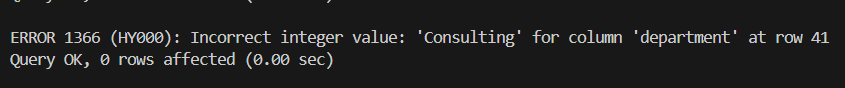 ERROR 1366 (HY000): Incorrect integer value: 'Consulting' for column 'department' at row 41
Query OK, 0 rows affected (0.00 sec)